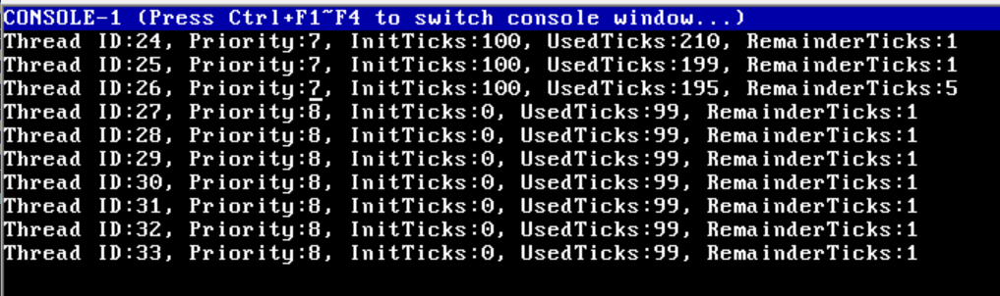 CONSOLE-1 (Press Ctrl+F1~F4 to switch console window...)
Thread ID:24, Priority:7, InitTicks:100, UsedTicks:210, RemainderTicks:1
Thread ID:25, Priority:7, InitTicks:100, UsedTicks:199, RemainderTicks:1
Thread ID:26, Priority:7, InitTicks:100, UsedTicks:195, RemainderTicks:5
Thread ID:27, Priority:8, InitTicks:0, UsedTicks:99, RemainderTicks:1
Thread ID:28, Priority:8, InitTicks:0, UsedTicks:99, RemainderTicks:1
Thread ID:29, Priority:8, InitTicks:0, UsedTicks:99, RemainderTicks:1
Thread ID:30, Priority:8, InitTicks:0, UsedTicks:99, RemainderTicks:1
Thread ID:31, Priority:8, InitTicks:0, UsedTicks:99, RemainderTicks:1
Thread ID:32, Priority:8, InitTicks:0, UsedTicks:99, RemainderTicks:1
Thread ID:33, Priority:8, InitTicks:0, UsedTicks:99, RemainderTicks:1